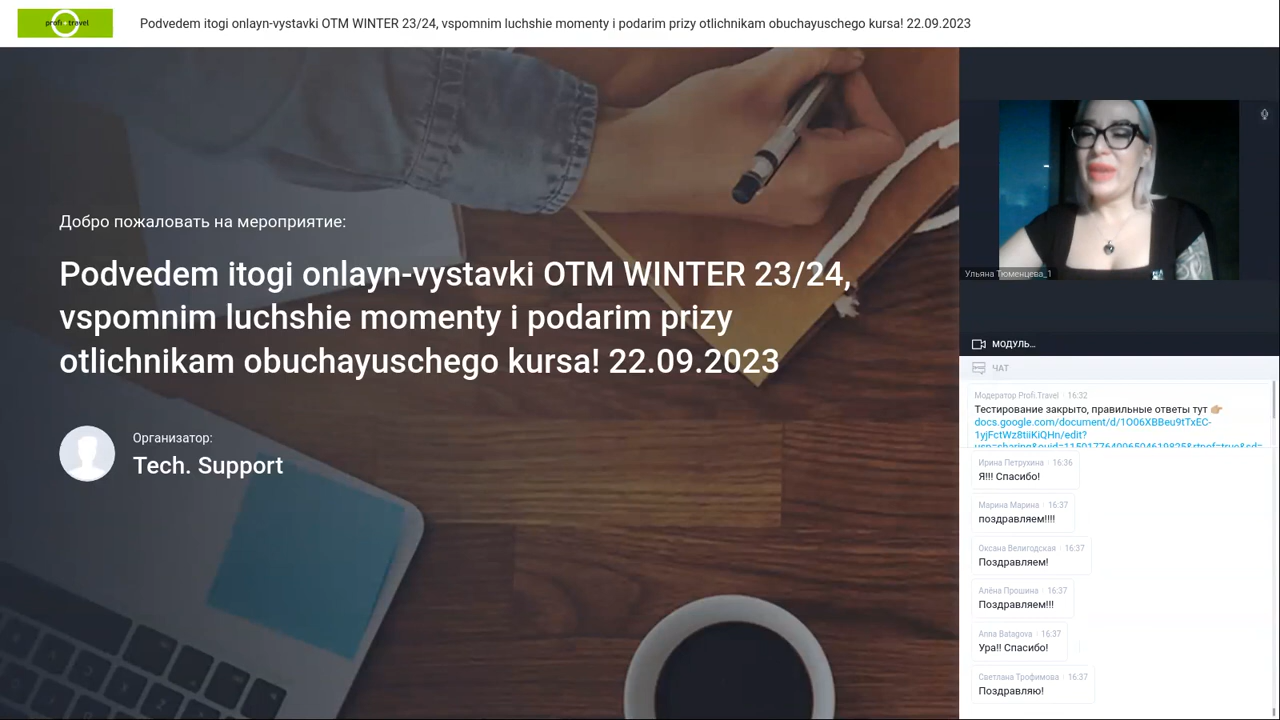 profi travel
Podvedem itogi onlayn-vystavki OTM WINTER 23/24, vspomnim luchshie momenty i podarim prizy otlichnikam obuchayuschego kursa! 22.09.2023
Добро пожаловать на мероприятие:
Podvedem itogi onlayn-vystavki OTM WINTER 23/24,
vspomnim luchshie momenty i podarim prizy
otlichnikam obuchayuschego kursa! 22.09.2023
Организатор:
Tech. Support
Ульяна Тюменцева_1
МОДУЛЬ...
ЧАТ
Модератор Profi.Travel 16:32
Тестирование закрыто, правильные ответы тут 👉🏼
docs.google.com/document/d/1O06XBBeu9tTxEC-
1yjFctWz8tiiKiQHn/edit?
Ирина Петрухина 16:36
Я!!! Спасибо!
Марина Марина 16:37
поздравляем!!!!
Оксана Велигодская 16:37
Поздравляем!
Алёна Прошина 16:37
Поздравляем!!!
Anna Batagova 16:37
Ура!! Спасибо!
Светлана Трофимова 16:37
Поздравляю!